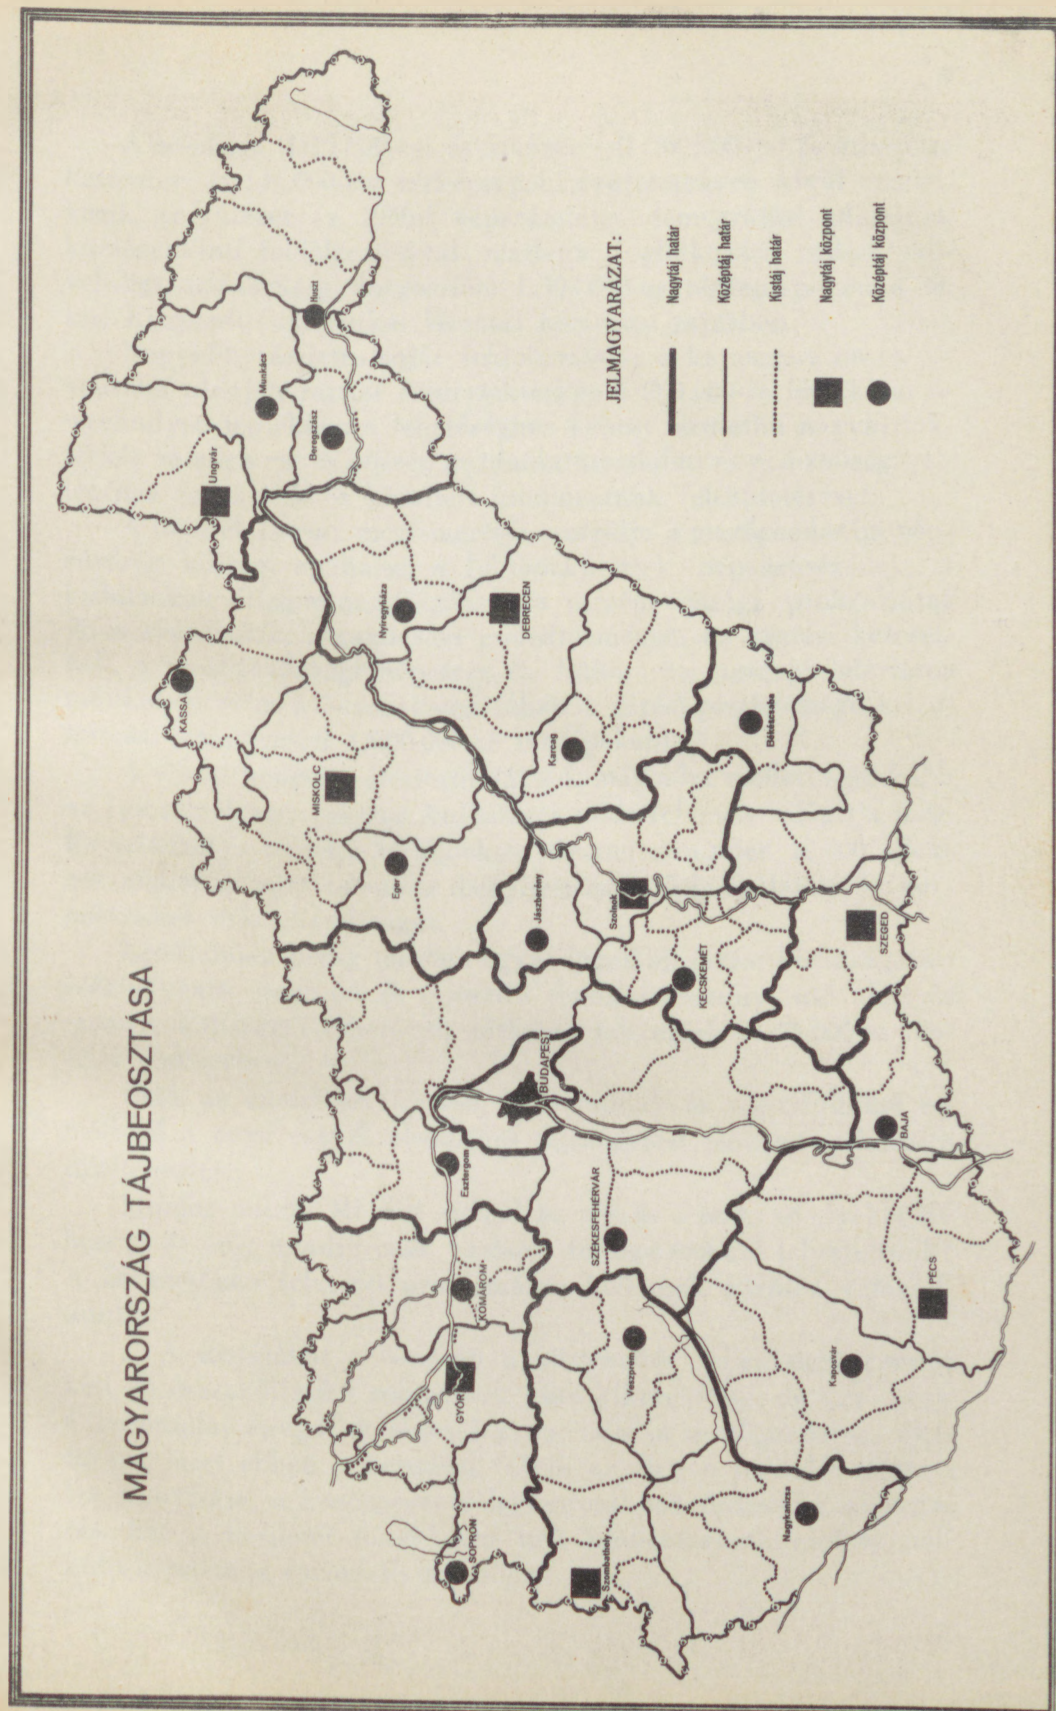 MAGYARORSZÁG TÁJBEOSZTÁSA
KASSA
Ungvár
Munkács
Huszt
Beregszász
MISKOLC
Eger
Nyíregyháza
DEBRECEN
Karcag
Jászberény
Szolnok
KECSKEMÉT
Békéscsaba
SZEGED
BAJA
BUDAPEST
Esztergom
KOMÁROM
GYŐR
SOPRON
Szombathely
SZÉKESFEHÉRVÁR
Veszprém
Nagykanizsa
Kaposvár
PÉCS
JELMAGYARÁZAT:
Nagytáj határ
Középtáj határ
Kistáj határ
Nagytáj központ
Középtáj központ